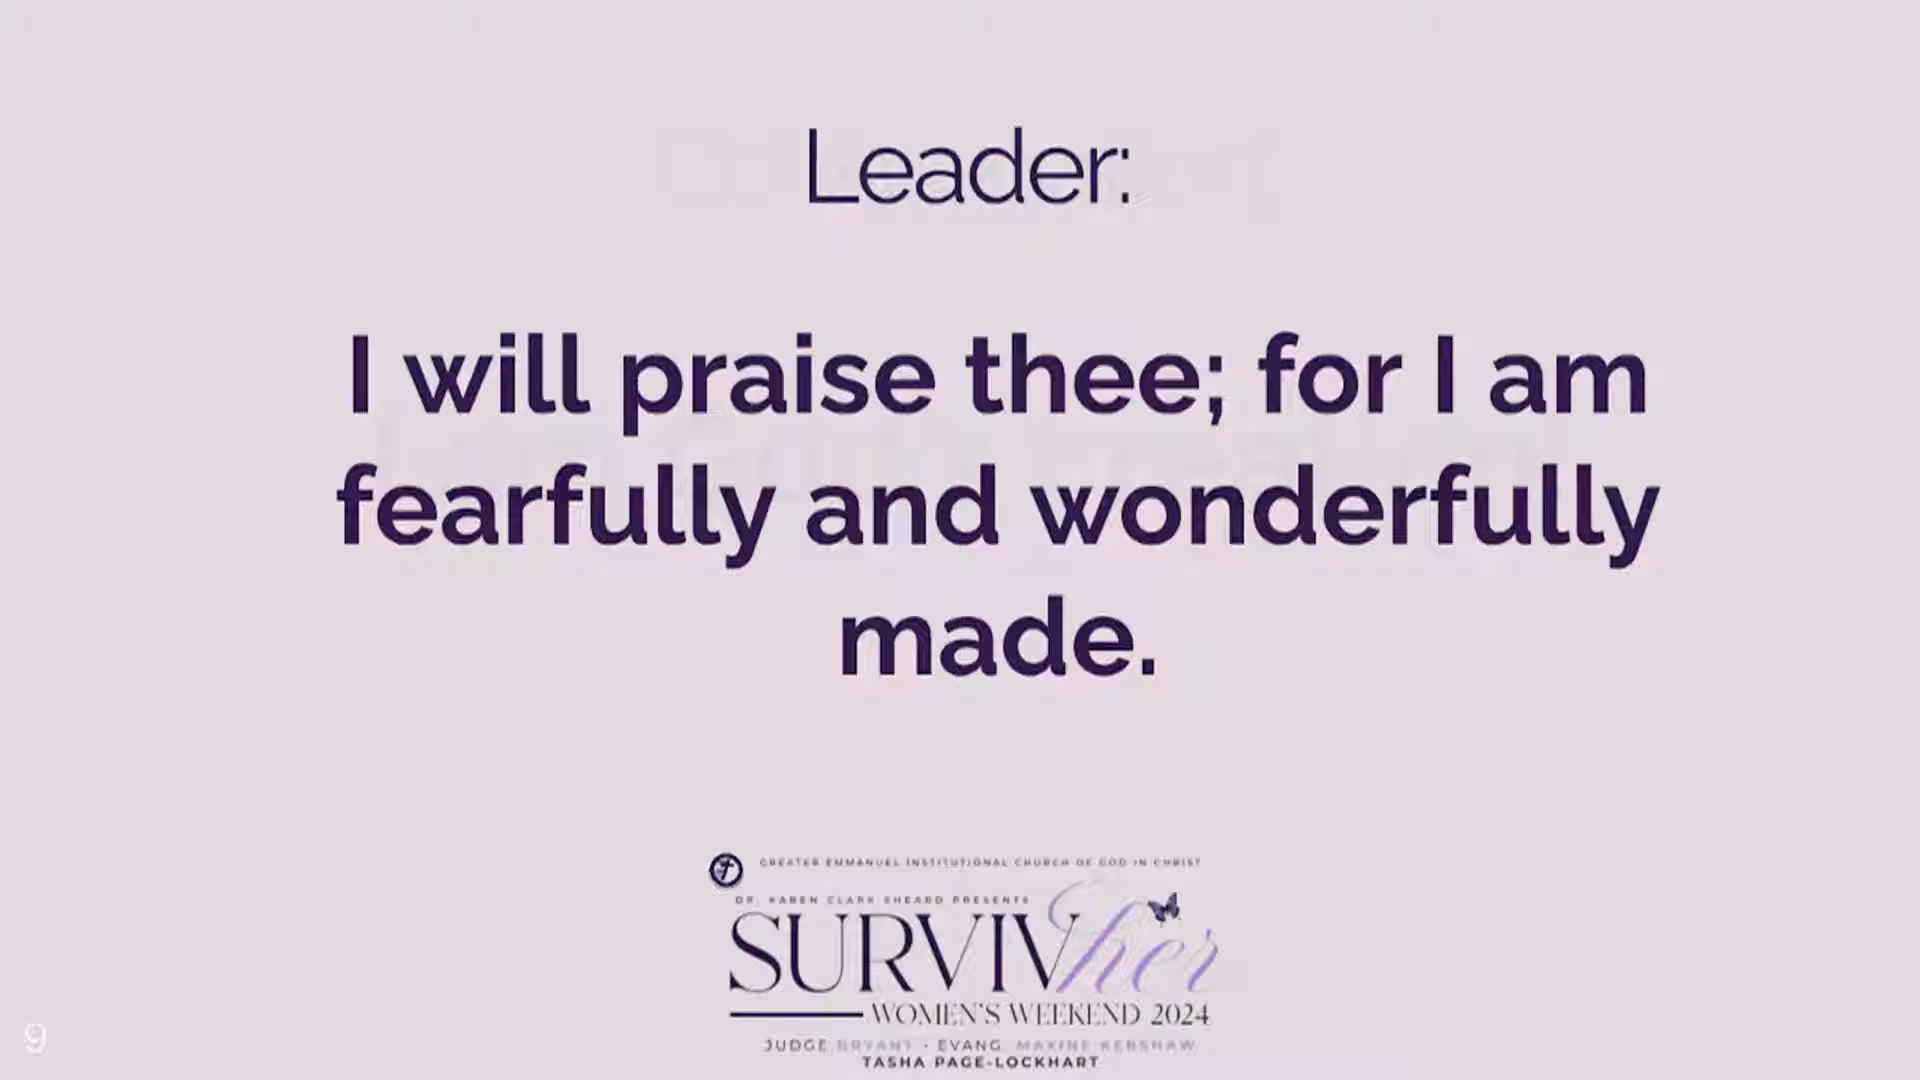 Leader:
I will praise thee; for I am
fearfully and wonderfully
made.
GREATER EMMANUEL INSTITUTIONAL CHURCH OF GOD IN CHRIST
DR. KAREN CLARK SHEARD PRESENTS
SURVIVher
WOMEN'S WEEKEND 2024
JUDGE BRYANT • EVANG. MAXINE KERSHAW
TASHA PAGE-LOCKHART
9